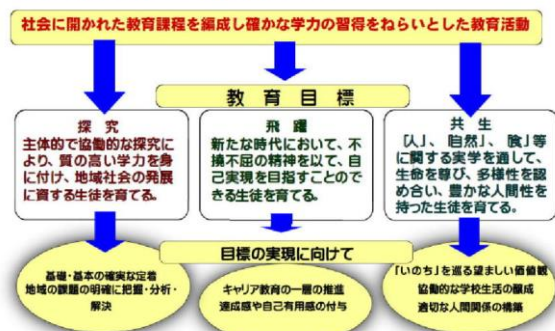 社会に開かれた教育課程を編成し確かな学力の習得をねらいとした教育活動
教育目標
探究
主体的で協働的な探究に
より、質の高い学力を身
に付け、地域社会の発展
に資する生徒を育てる。
飛躍
新たな時代において、不
撓不屈の精神を以て、自
己実現を目指すことので
きる生徒を育てる。
共生
「人」、「自然」、「食」等
に関する実学を通して、
生命を尊び、多様性を認
め合い、豊かな人間性を
持った生徒を育てる。
目標の実現に向けて
基礎・基本の確実な定着
地域の課題の明確に把握・分析・
解決
キャリア教育の一層の推進
達成感や自己有用感の付与
「いのち」を巡る望ましい価値観
協働的な学校生活の醸成
適切な人間関係の構築